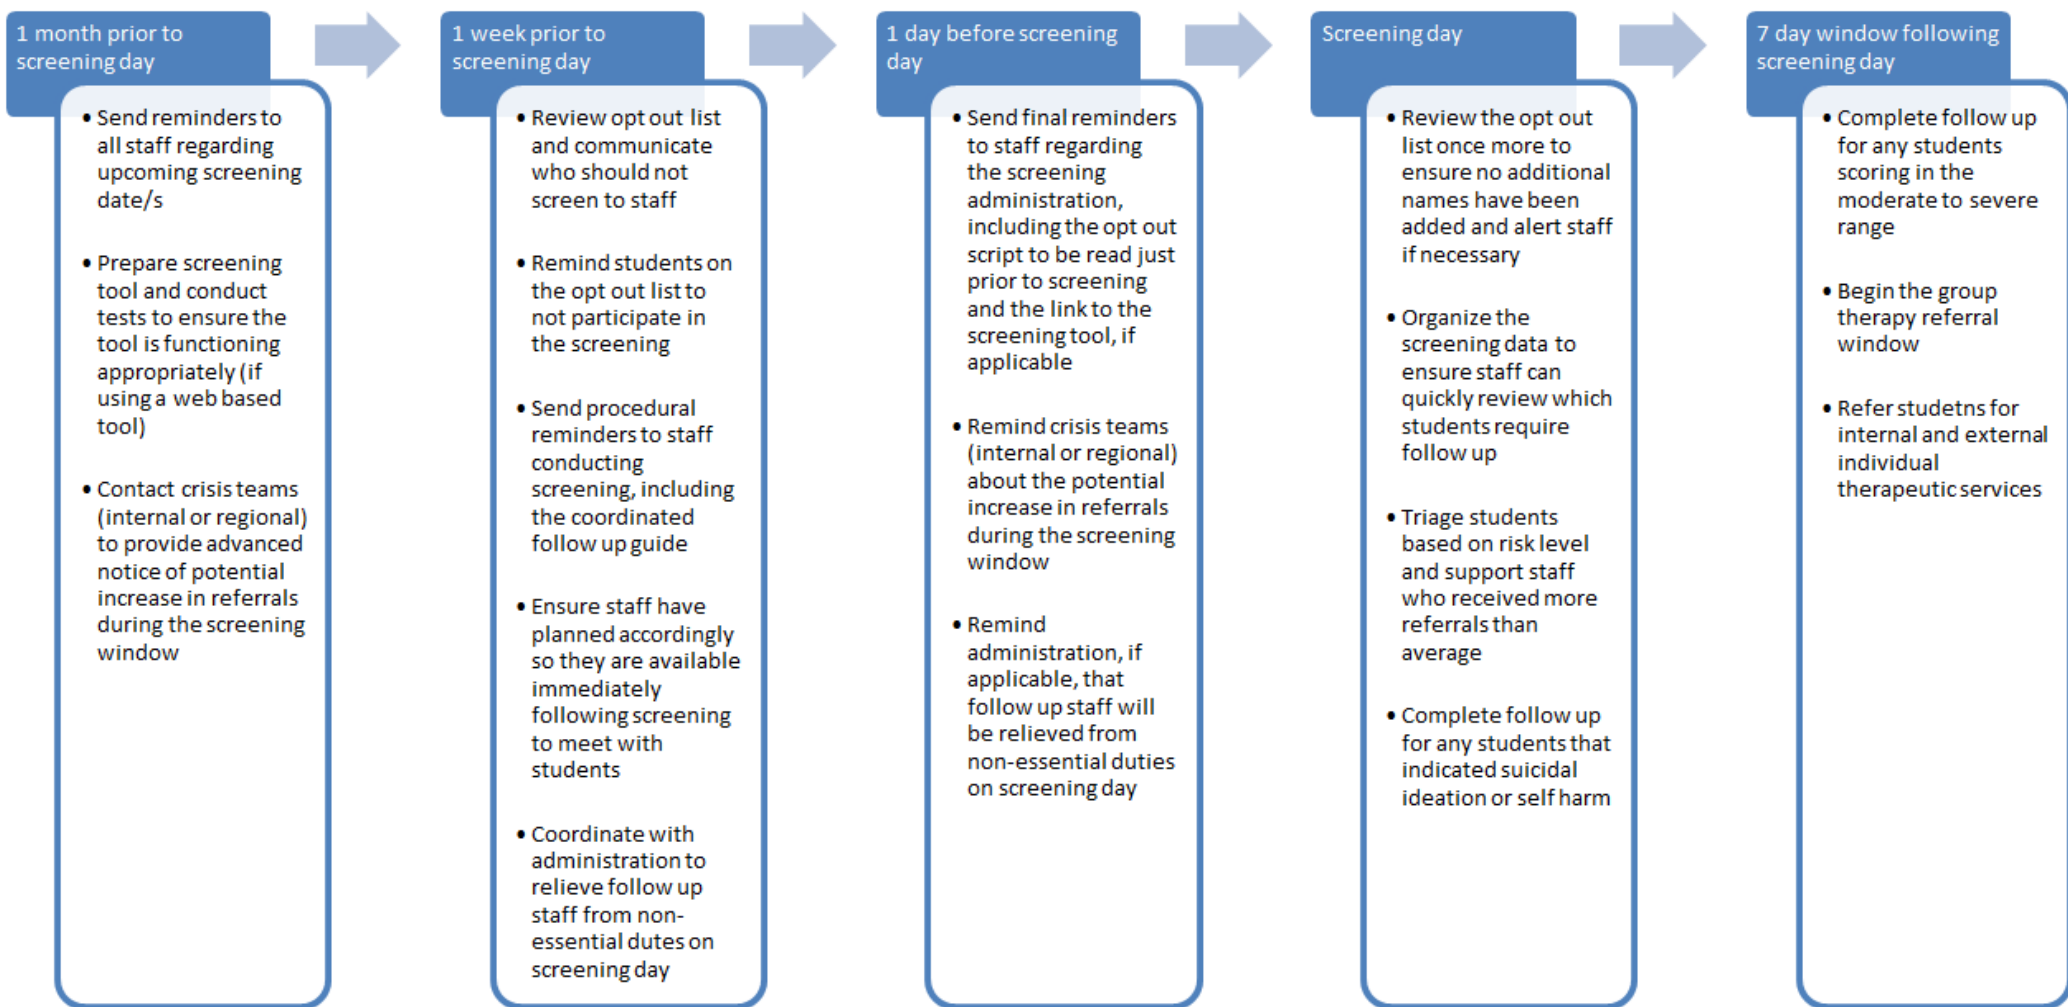 1 month prior to
screening day
• Send reminders to
all staff regarding
upcoming screening
date/s
• Prepare screening
tool and conduct
tests to ensure the
tool is functioning
appropriately (if
using a web based
tool)
• Contact crisis teams
(internal or regional)
to provide advanced
notice of potential
increase in referrals
during the screening
window
1 week prior to
screening day
• Review opt out list
and communicate
who should not
screen to staff
• Remind students on
the opt out list to
not participate in
the screening
• Send procedural
reminders to staff
conducting
screening, including
the coordinated
follow up guide
• Ensure staff have
planned accordingly
so they are available
immediately
following screening
to meet with
students
• Coordinate with
administration to
relieve follow up
staff from non-
essential dutes on
screening day
1 day before screening
day
• Send final reminders
to staff regarding
the screening
administration,
including the opt out
script to be read just
prior to screening
and the link to the
screening tool, if
applicable
• Remind crisis teams
(internal or regional)
about the potential
increase in referrals
during the screening
window
• Remind
administration, if
applicable, that
follow up staff will
be relieved from
non-essential duties
on screening day
Screening day
• Review the opt out
list once more to
ensure no additional
names have been
added and alert staff
if necessary
• Organize the
screening data to
ensure staff can
quickly review which
students require
follow up
• Triage students
based on risk level
and support staff
who received more
referrals than
average
• Complete follow up
for any students that
indicated suicidal
ideation or self harm
7 day window following
screening day
• Complete follow up
for any students
scoring in the
moderate to severe
range
• Begin the group
therapy referral
window
• Refer studetns for
internal and external
individual
therapeutic services